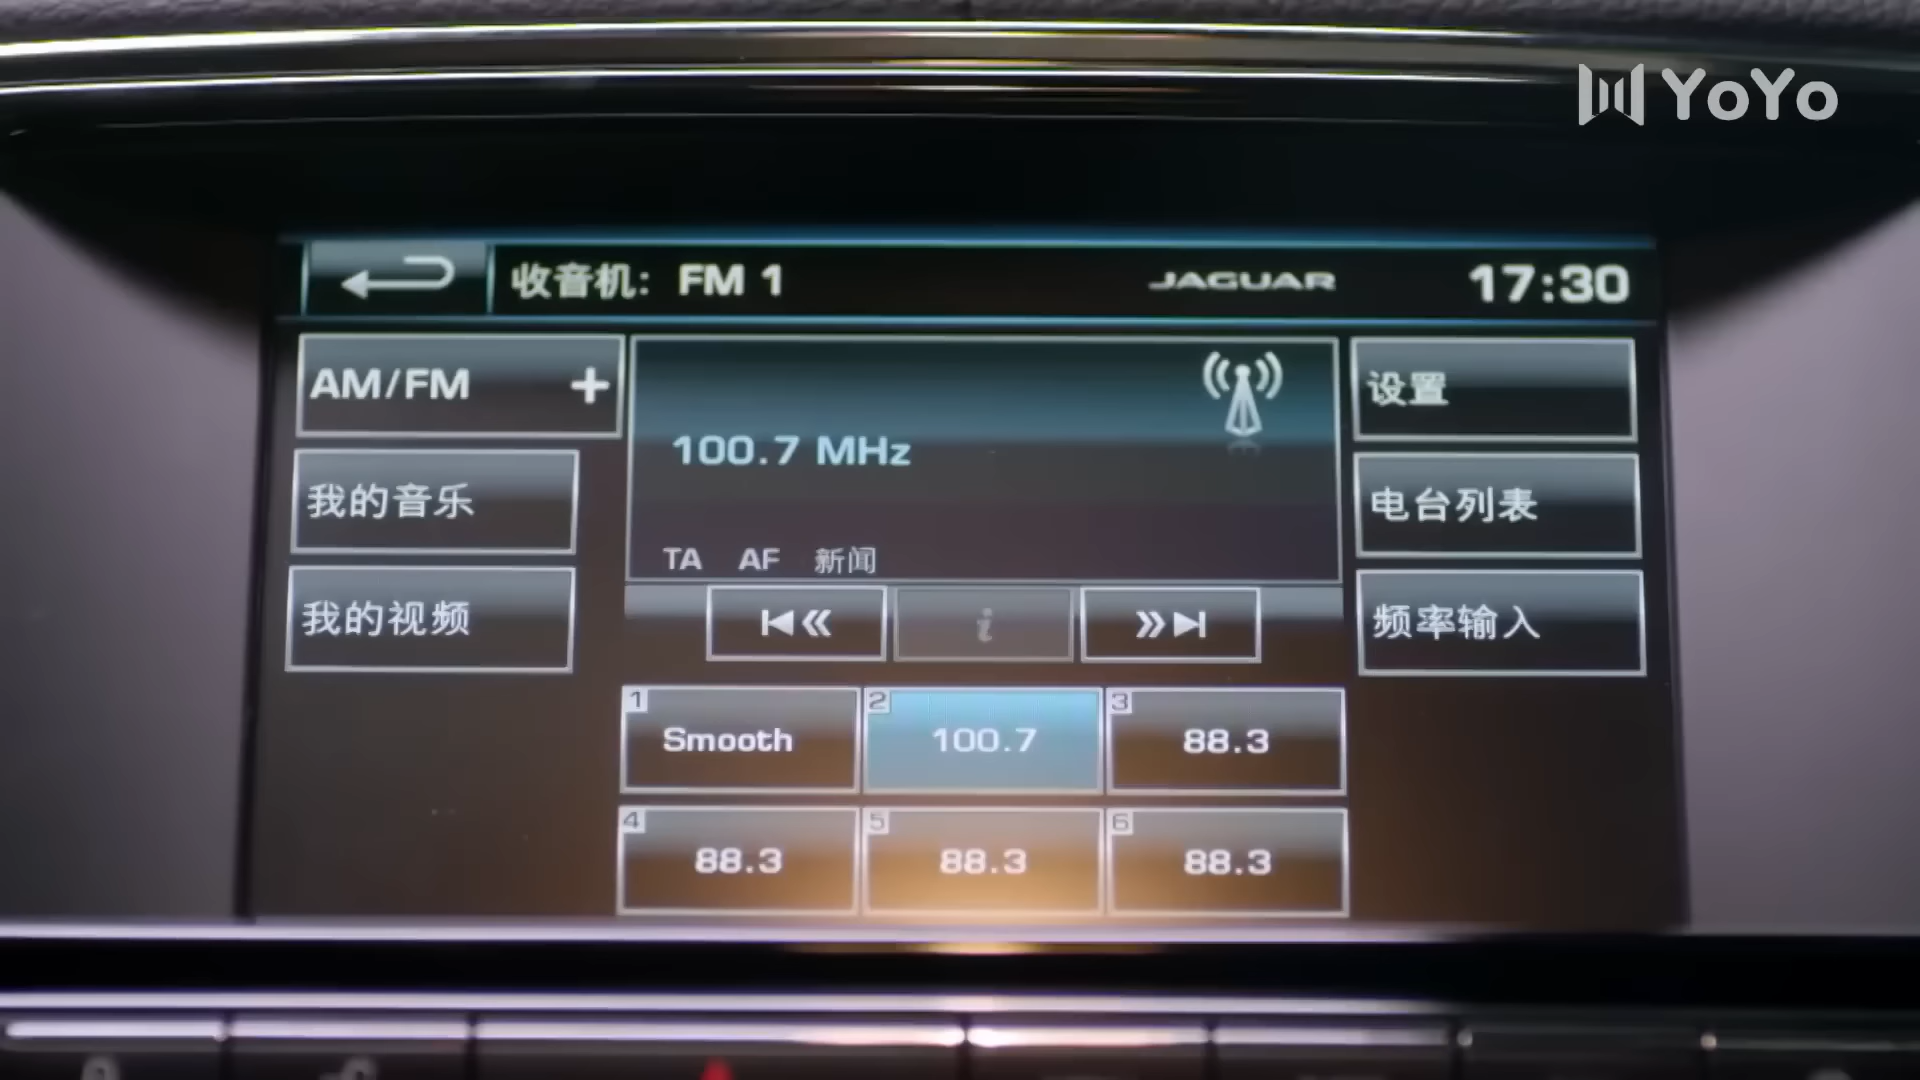 YoYo
收音机: FM 1
JAGUAR
17:30
AM/FM +
我的音乐
我的视频
100.7 MHz
TA AF 新闻
i
设置
电台列表
频率输入
1 Smooth
2 100.7
3 88.3
4 88.3
5 88.3
6 88.3